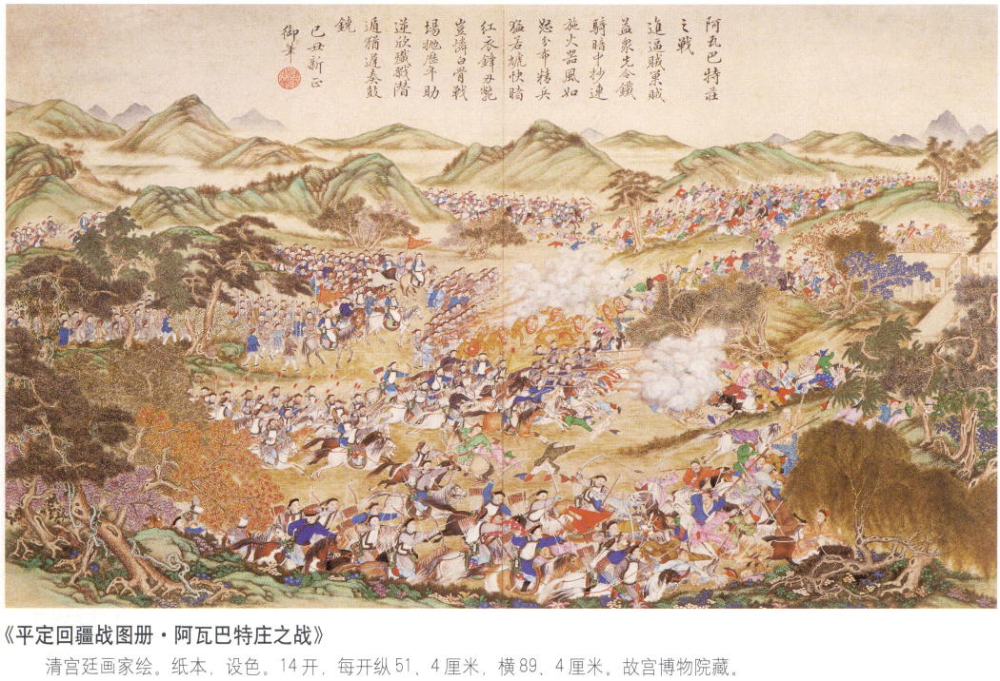 阿瓦巴特莊
之戰
進逼賊巢賊
益衆先令鐵
騎暗中抄連
施火器風如
怒分布精兵
猛若虓快睹
紅衣鋒刃斃
豈憐白骨戰
場拋歷年助
逆欣殲戮潛
遁猶遲奏鼓
鐃
己丑新正
御筆
《平定回疆战图册·阿瓦巴特庄之战》
清宫廷画家绘。纸本，设色。14开，每开纵51、4厘米，横89、4厘米。故宫博物院藏。